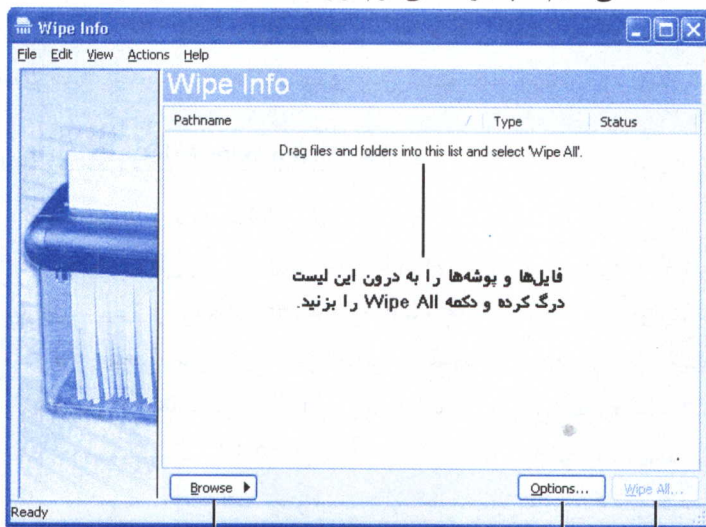 Wipe Info
File Edit View Actions Help
Wipe Info
Pathname / Type Status
Drag files and folders into this list and select 'Wipe All'.
فایل‌ها و پوشه‌ها را به درون این لیست
درگ کرده و دکمه Wipe All را بزنید.
Browse Options... Wipe All...
Ready